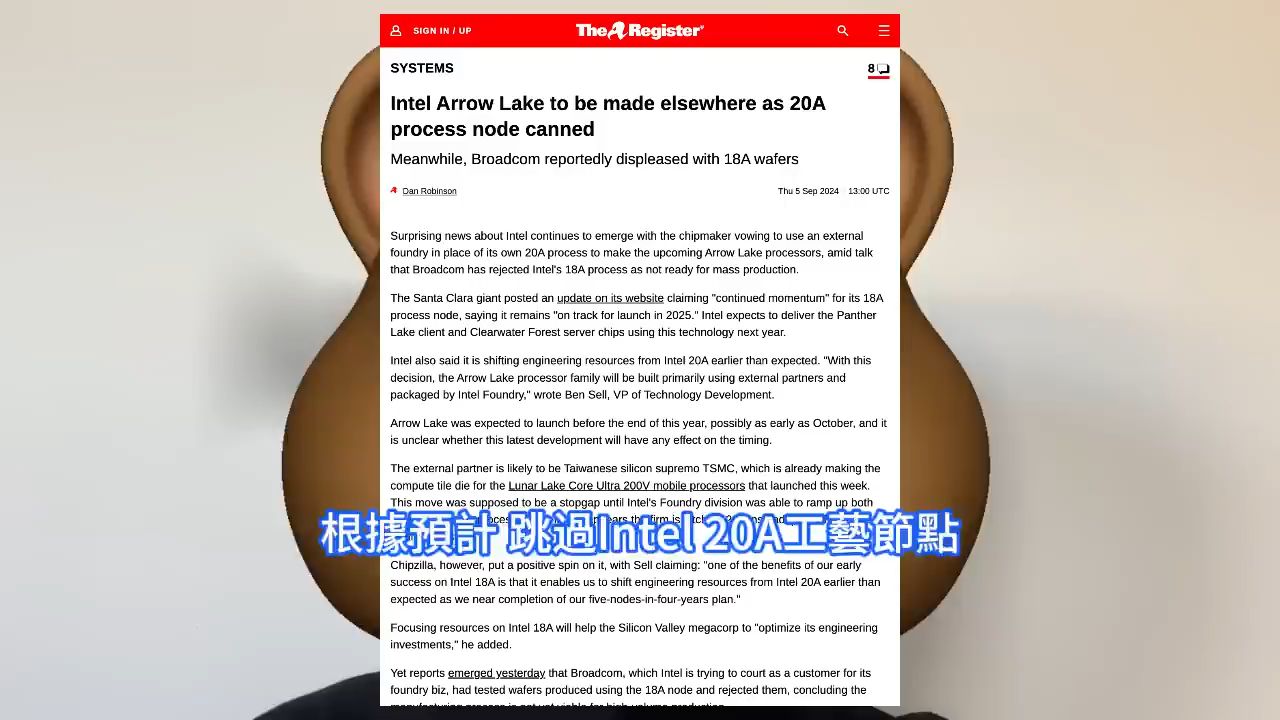 SIGN IN / UP
The Register
SYSTEMS
8
Intel Arrow Lake to be made elsewhere as 20A
process node canned
Meanwhile, Broadcom reportedly displeased with 18A wafers
Dan Robinson
Thu 5 Sep 2024 13:00 UTC
Surprising news about Intel continues to emerge with the chipmaker vowing to use an external
foundry in place of its own 20A process to make the upcoming Arrow Lake processors, amid talk
that Broadcom has rejected Intel's 18A process as not ready for mass production.
The Santa Clara giant posted an update on its website claiming "continued momentum" for its 18A
process node, saying it remains "on track for launch in 2025." Intel expects to deliver the Panther
Lake client and Clearwater Forest server chips using this technology next year.
Intel also said it is shifting engineering resources from Intel 20A earlier than expected. "With this
decision, the Arrow Lake processor family will be built primarily using external partners and
packaged by Intel Foundry," wrote Ben Sell, VP of Technology Development.
Arrow Lake was expected to launch before the end of this year, possibly as early as October, and it
is unclear whether this latest development will have any effect on the timing.
The external partner is likely to be Taiwanese silicon supremo TSMC, which is already making the
compute tile die for the Lunar Lake Core Ultra 200V mobile processors that launched this week.
This move was supposed to be a stopgap until Intel's Foundry division was able to ramp up both
根據預計 跳過Intel 20A工藝節點
Chipzilla, however, put a positive spin on it, with Sell claiming: "one of the benefits of our early
success on Intel 18A is that it enables us to shift engineering resources from Intel 20A earlier than
expected as we near completion of our five-nodes-in-four-years plan."
Focusing resources on Intel 18A will help the Silicon Valley megacorp to "optimize its engineering
investments," he added.
Yet reports emerged yesterday that Broadcom, which Intel is trying to court as a customer for its
foundry biz, had tested wafers produced using the 18A node and rejected them, concluding the